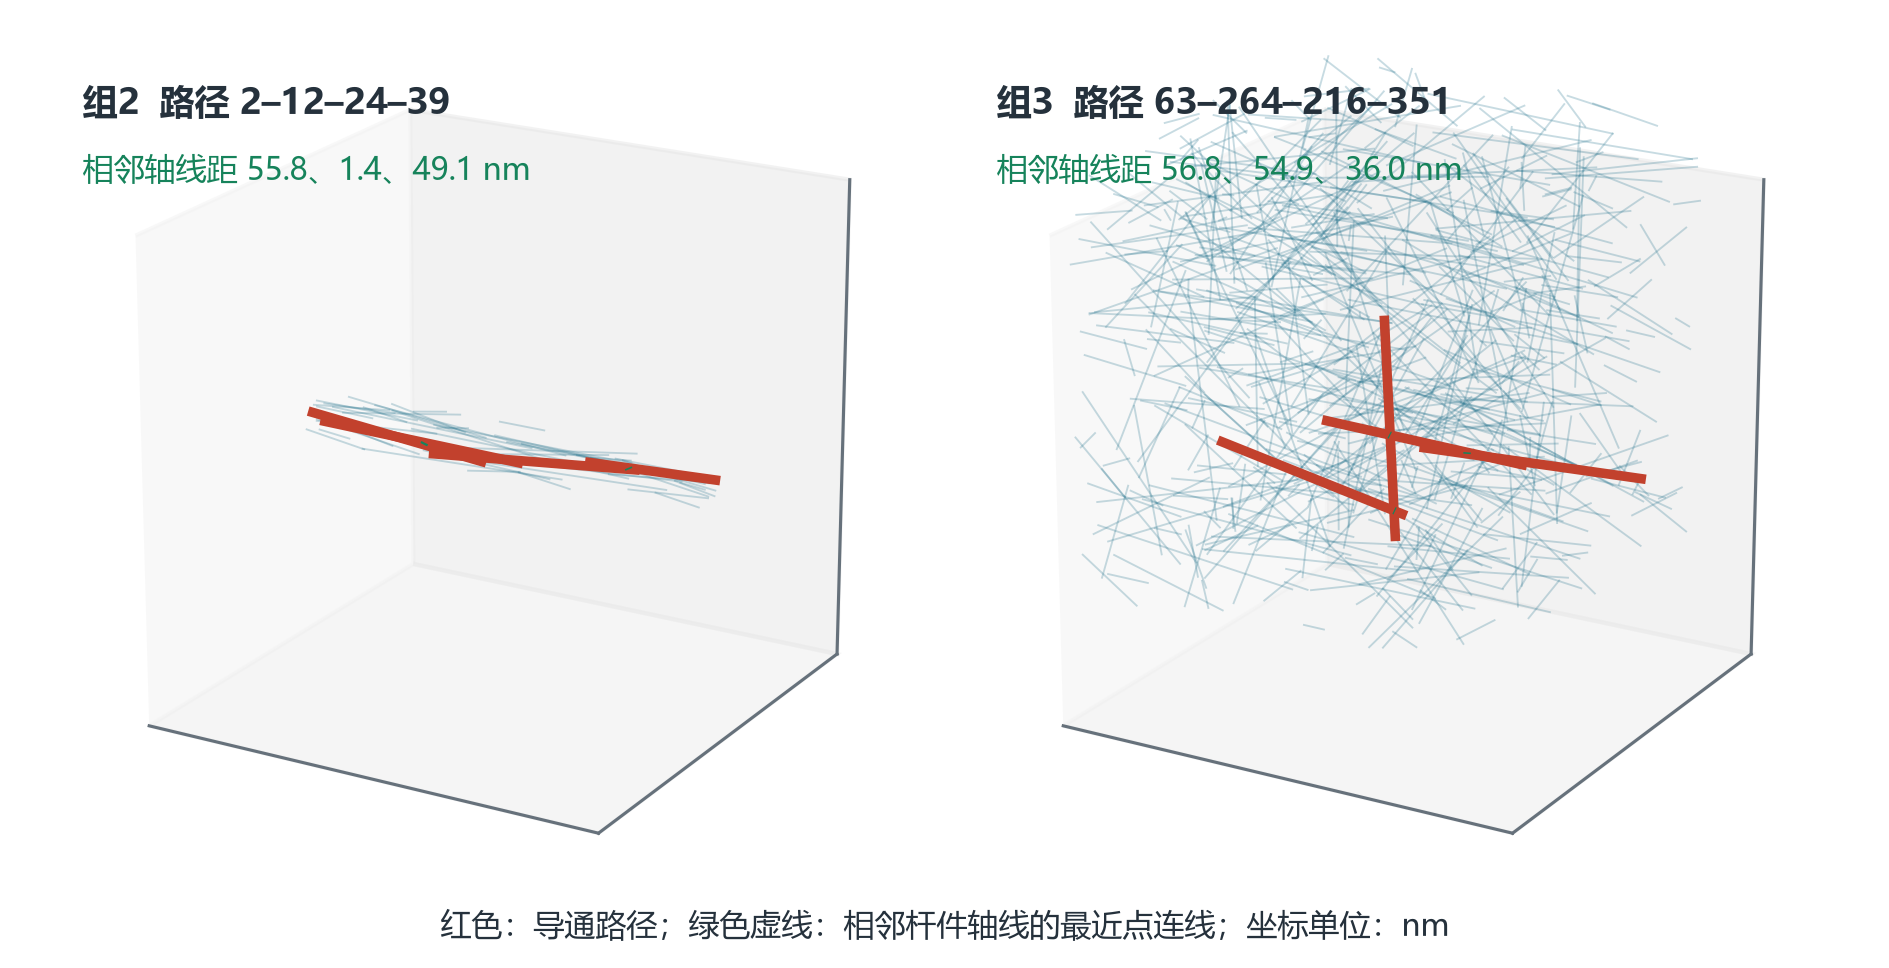 组2  路径 2–12–24–39
相邻轴线距 55.8、1.4、49.1 nm
组3  路径 63–264–216–351
相邻轴线距 56.8、54.9、36.0 nm
红色：导通路径；绿色虚线：相邻杆件轴线的最近点连线；坐标单位：nm